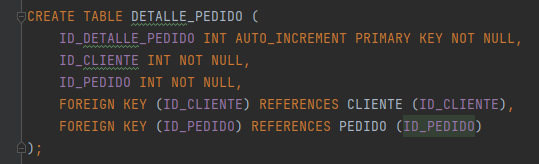 CREATE TABLE DETALLE_PEDIDO (
ID_DETALLE_PEDIDO INT AUTO_INCREMENT PRIMARY KEY NOT NULL,
ID_CLIENTE INT NOT NULL,
ID_PEDIDO INT NOT NULL,
FOREIGN KEY (ID_CLIENTE) REFERENCES CLIENTE (ID_CLIENTE),
FOREIGN KEY (ID_PEDIDO) REFERENCES PEDIDO (ID_PEDIDO)
);